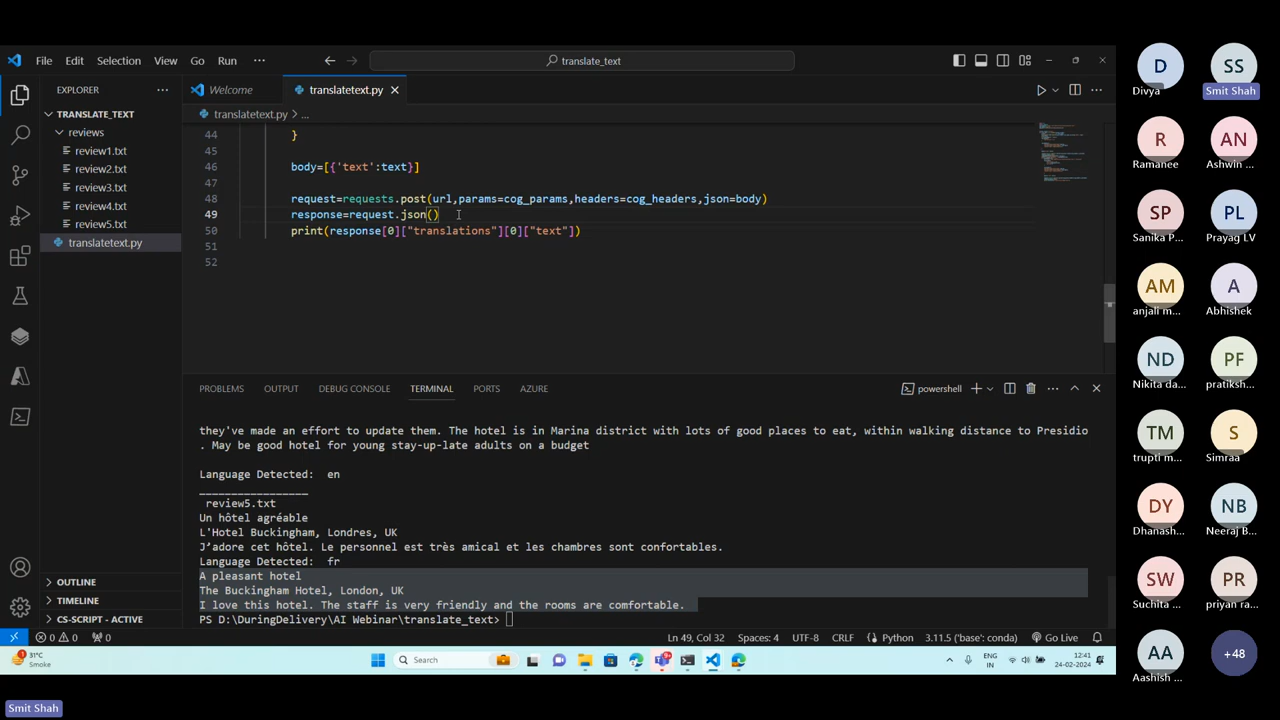 File Edit Selection View Go Run ···
translate_text
EXPLORER ···
TRANSLATE_TEXT
reviews
review1.txt
review2.txt
review3.txt
review4.txt
review5.txt
translatetext.py
OUTLINE
TIMELINE
CS-SCRIPT - ACTIVE
Welcome
translatetext.py
translatetext.py > ...
44 }
45
46 body=[{'text':text}]
47
48 request=requests.post(url,params=cog_params,headers=cog_headers,json=body)
49 response=request.json()
50 print(response[0]["translations"][0]["text"])
51
52
PROBLEMS OUTPUT DEBUG CONSOLE TERMINAL PORTS AZURE
powershell
they've made an effort to update them. The hotel is in Marina district with lots of good places to eat, within walking distance to Presidio
. May be good hotel for young stay-up-late adults on a budget
Language Detected:  en
_________________
review5.txt
Un hôtel agréable
L'Hotel Buckingham, Londres, UK
J’adore cet hôtel. Le personnel est très amical et les chambres sont confortables.
Language Detected:  fr
A pleasant hotel
The Buckingham Hotel, London, UK
I love this hotel. The staff is very friendly and the rooms are comfortable.
PS D:\DuringDelivery\AI Webinar\translate_text>
0 0 0
Ln 49, Col 32 Spaces: 4 UTF-8 CRLF Python 3.11.5 ('base': conda) Go Live
31°C
Smoke
Search
ENG
IN
12:41
24-02-2024
Smit Shah
D SS
Divya Smit Shah
R AN
Ramanee Ashwin ...
SP PL
Sanika P... Prayag LV
AM A
anjali m... Abhishek
ND PF
Nikita da... pratiksh...
TM S
trupti m... Simraa
DY NB
Dhanash... Neeraj B...
SW PR
Suchita ... priyan ra...
AA +48
Aashish ...